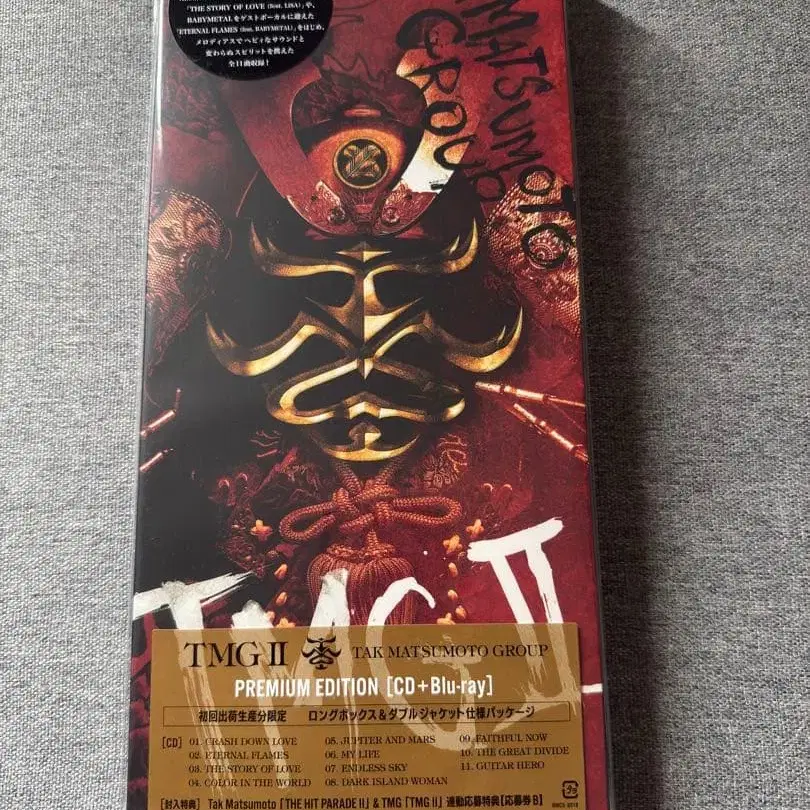 「THE STORY OF LOVE (feat. LiSA)」や、
BABYMETALをゲストボーカルに迎えた
「ETERNAL FLAMES (feat. BABYMETAL)」をはじめ、
メロディアスでヘビィなサウンドと
変わらぬスピリットを携えた
全11曲収録!
MATSUMOTO
GROUP
TMG II
TMG II TAK MATSUMOTO GROUP
PREMIUM EDITION [CD+Blu-ray]
初回出荷生産分限定 ロングボックス&ダブルジャケット仕様パッケージ
[CD] 01. CRASH DOWN LOVE
02. ETERNAL FLAMES
03. THE STORY OF LOVE
04. COLOR IN THE WORLD
05. JUPITER AND MARS
06. MY LIFE
07. ENDLESS SKY
08. DARK ISLAND WOMAN
09. FAITHFUL NOW
10. THE GREAT DIVIDE
11. GUITAR HERO
[封入特典] Tak Matsumoto「THE HIT PARADE II」& TMG「TMG II」連動応募特典【応募券B】